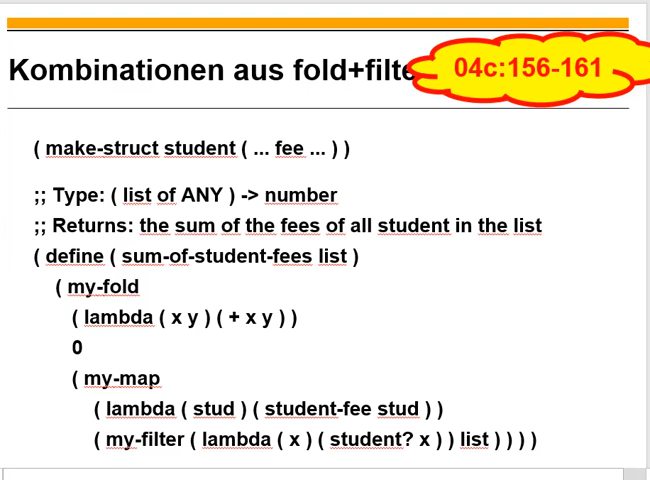 Kombinationen aus fold+filte
04c:156-161
( make-struct student ( ... fee ... ) )
;; Type: ( list of ANY ) -> number
;; Returns: the sum of the fees of all student in the list
( define ( sum-of-student-fees list )
( my-fold
( lambda ( x y ) ( + x y ) )
0
( my-map
( lambda ( stud ) ( student-fee stud ) )
( my-filter ( lambda ( x ) ( student? x ) ) list ) ) ) )